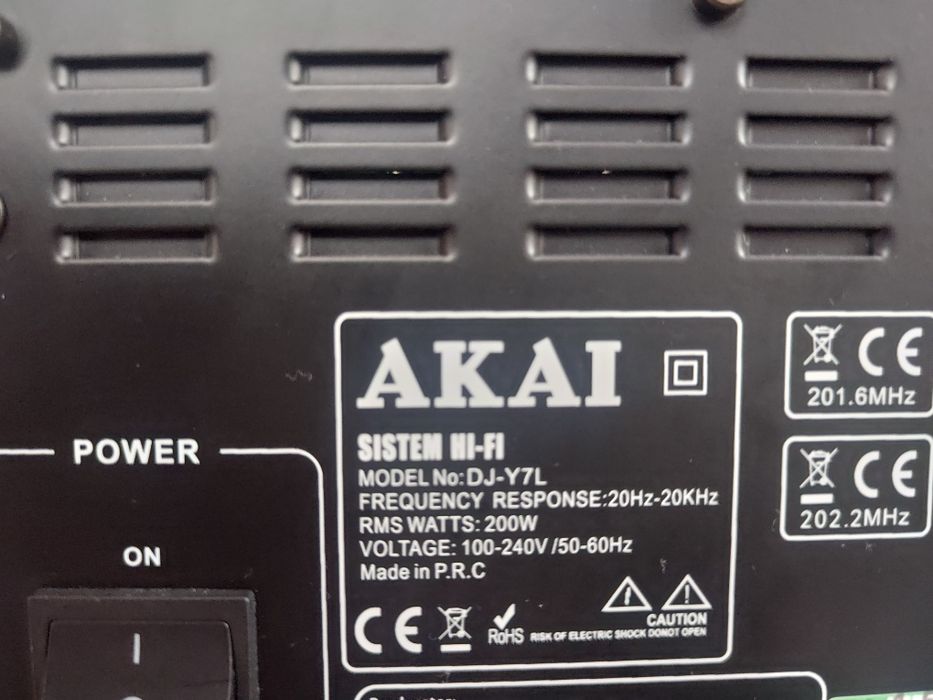 POWER
ON
I
AKAI
SISTEM HI-FI
MODEL No: DJ-Y7L
FREQUENCY RESPONSE:20Hz-20KHz
RMS WATTS: 200W
VOLTAGE: 100-240V /50-60Hz
Made in P.R.C
CE
RoHS
CAUTION
RISK OF ELECTRIC SHOCK DONOT OPEN
CE
201.6MHz
CE
202.2MHz